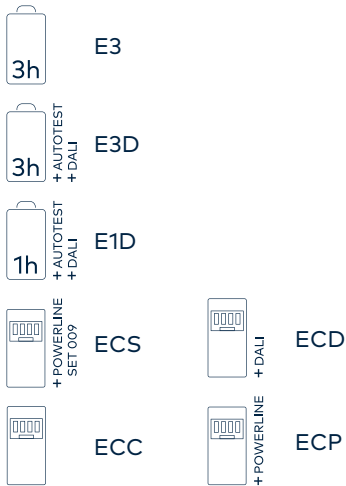 3h
E3
3h
+ AUTOTEST
+ DALI
E3D
1h
+ AUTOTEST
+ DALI
E1D
+ POWERLINE
SET 009
ECS
+ DALI
ECD
ECC
+ POWERLINE
ECP